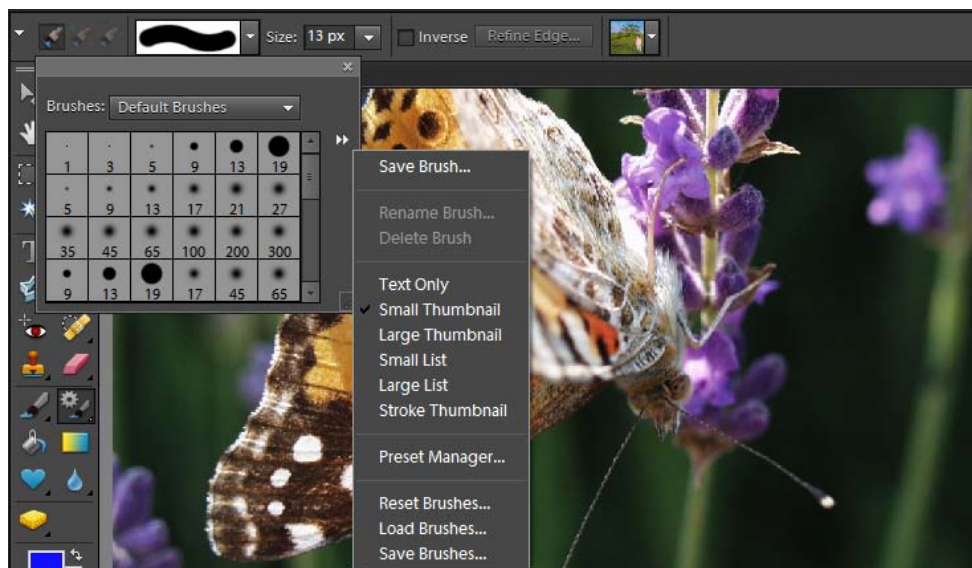 Size: 13 px Inverse Refine Edge...
Brushes: Default Brushes
1 3 5 9 13 19
5 9 13 17 21 27
35 45 65 100 200 300
9 13 19 17 45 65
Save Brush...
Rename Brush...
Delete Brush
Text Only
Small Thumbnail
Large Thumbnail
Small List
Large List
Stroke Thumbnail
Preset Manager...
Reset Brushes...
Load Brushes...
Save Brushes...